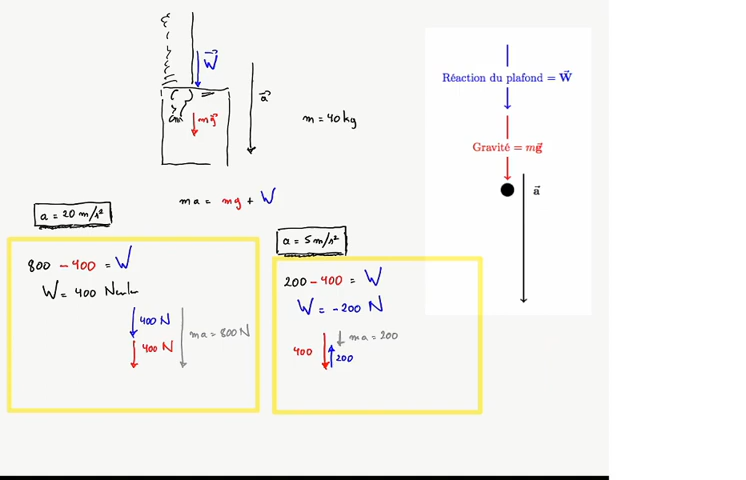 W⃗
a⃗
mg⃗
m = 40 kg
ma = mg + W
a = 20 m/s²
800 - 400 = W
W = 400 Newton
400 N
400 N
ma = 800 N
a = 5 m/s²
200 - 400 = W
W = -200 N
ma = 200
400
200
Réaction du plafond = W⃗
Gravité = mg⃗
a⃗